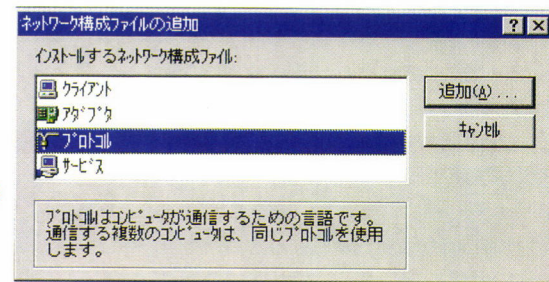 ネットワーク構成ファイルの追加
インストールするネットワーク構成ファイル:
クライアント
アダプタ
プロトコル
サービス
追加(A) ...
キャンセル
プロトコルはコンピュータが通信するための言語です。
通信する複数のコンピュータは、同じプロトコルを使用
します。